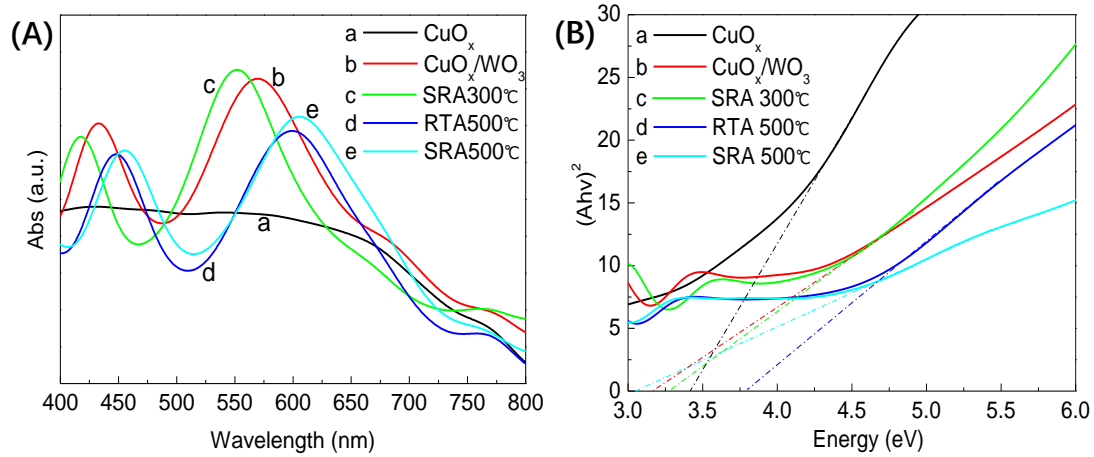 (A)
a CuOx
b CuOx/WO3
c SRA300℃
d RTA500℃
e SRA500℃
c
b
e
a
d
Abs (a.u.)
400 450 500 550 600 650 700 750 800
Wavelength (nm)
(B)
a CuOx
b CuOx/WO3
c SRA 300℃
d RTA 500℃
e SRA 500℃
(Ahv)²
30
25
20
15
10
5
0
3.0 3.5 4.0 4.5 5.0 5.5 6.0
Energy (eV)